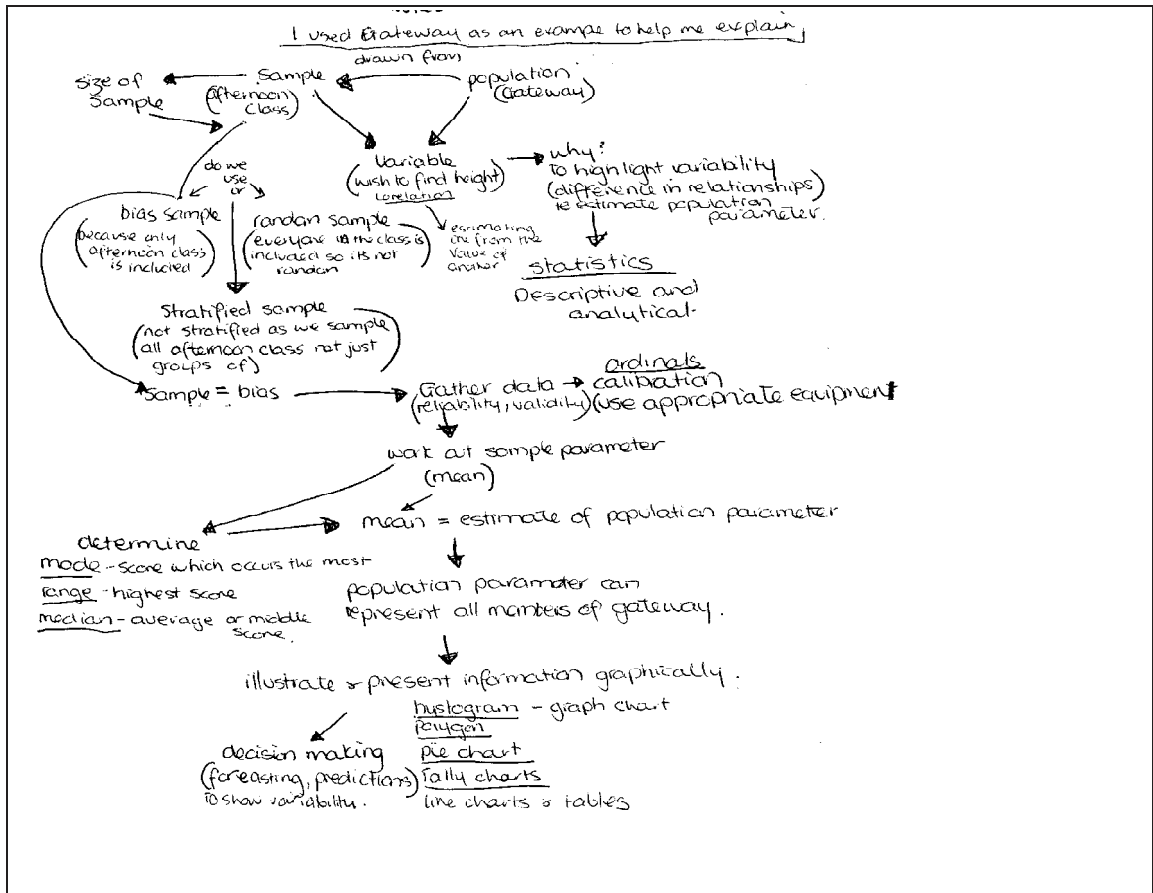 I used Gateway as an exampe to help me explain
drawn from
size of
sample
sample
(afternoon
class)
population
(Gateway)
do we
use
or
variable
(wish to find height)
corelation
why?
to highlight variability
(difference in relationships)
to estimate population
parameter.
bias sample
(because only
afternoon class
is included)
randan sample
(everyone in the class is
included so its not
random
estimating
one from the
value of
another
statistics
Descriptive and
analytical.
Stratified sample
(not stratified as we sample
all afternoon class not just
groups of)
Sample = bias
Gather data
(reliability, validity)
ordinals
calibration
(use appropriate equipment
work out sample parameter
(mean)
mean = estimate of population parameter
determine
mode - score which occurs the most
range - highest score
median - average or middle
score.
population parameter can
represent all members of gateway.
illustrate & present information graphically.
hystogram - graph chart
polygen
pie chart
tally charts
line charts & tables
decision making
(foreasting, predictions)
To show variability.